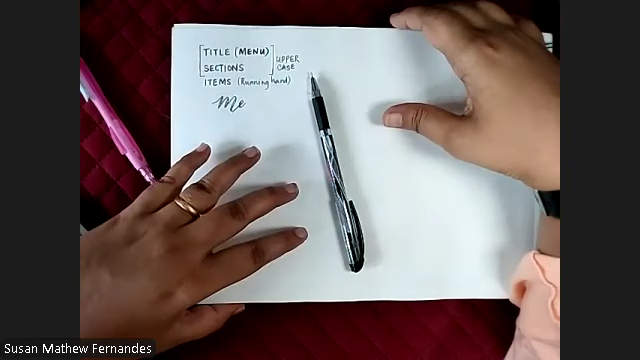 TITLE (MENU)
SECTIONS
UPPER
CASE
ITEMS (Running hand)
Me
Susan Mathew Fernandes